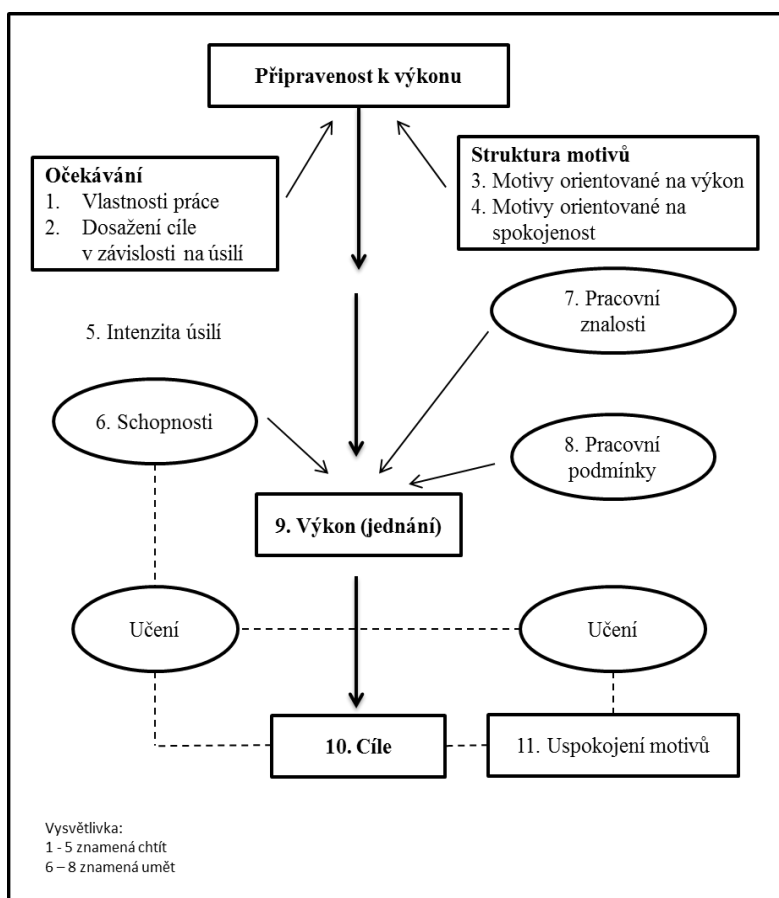 Připravenost k výkonu
Očekávání
1. Vlastnosti práce
2. Dosažení cíle
v závislosti na úsilí
Struktura motivů
3. Motivy orientované na výkon
4. Motivy orientované na
spokojenost
5. Intenzita úsilí
7. Pracovní
znalosti
6. Schopnosti
8. Pracovní
podmínky
9. Výkon (jednání)
Učení
Učení
10. Cíle
11. Uspokojení motivů
Vysvětlivka:
1 - 5 znamená chtít
6 – 8 znamená umět